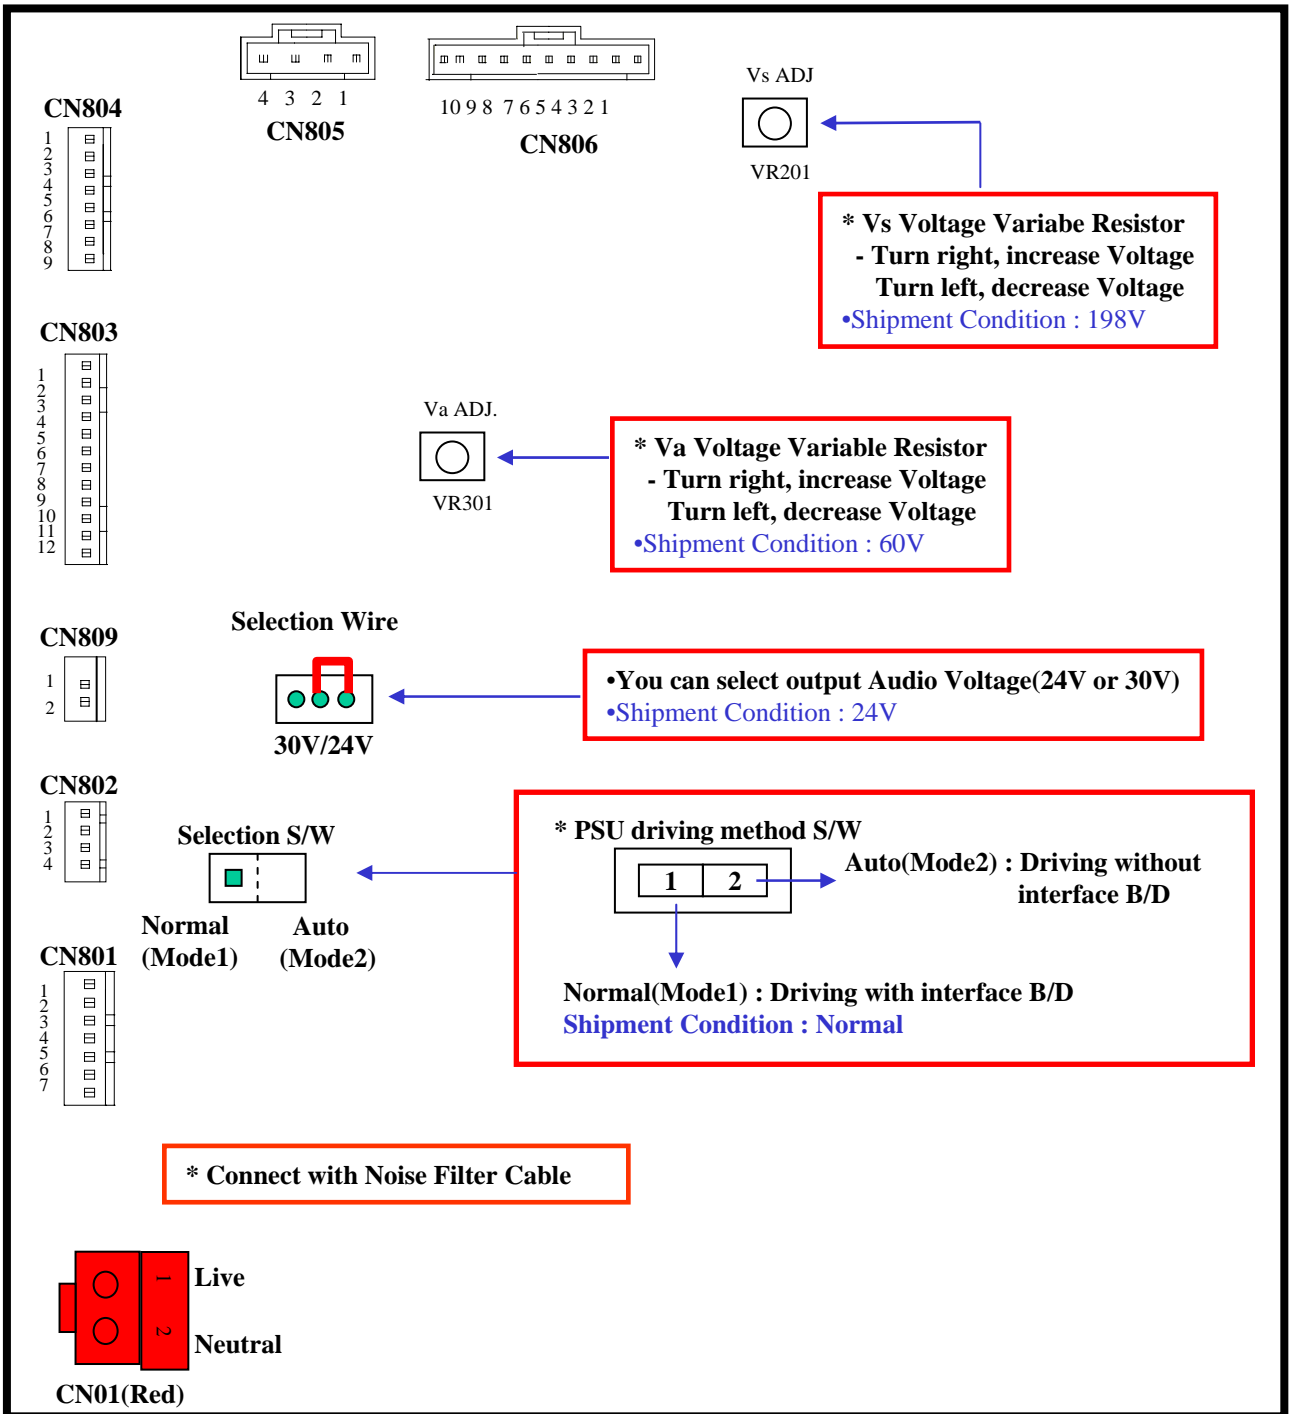 4 3 2 1
CN805
10 9 8 7 6 5 4 3 2 1
CN806
Vs ADJ
VR201
CN804
1
2
3
4
5
6
7
8
9
* Vs Voltage Variabe Resistor
- Turn right, increase Voltage
Turn left, decrease Voltage
•Shipment Condition : 198V
CN803
1
2
3
4
5
6
7
8
9
10
11
12
Va ADJ.
VR301
* Va Voltage Variable Resistor
- Turn right, increase Voltage
Turn left, decrease Voltage
•Shipment Condition : 60V
CN809
1
2
Selection Wire
30V/24V
•You can select output Audio Voltage(24V or 30V)
•Shipment Condition : 24V
CN802
1
2
3
4
Selection S/W
Normal
(Mode1)
Auto
(Mode2)
* PSU driving method S/W
1 2
Auto(Mode2) : Driving without
interface B/D
Normal(Mode1) : Driving with interface B/D
Shipment Condition : Normal
CN801
1
2
3
4
5
6
7
* Connect with Noise Filter Cable
1
Live
2
Neutral
CN01(Red)